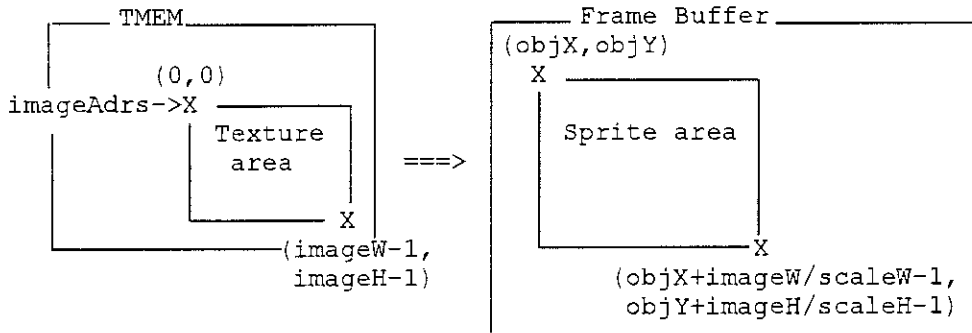 TMEM
(0,0)
imageAdrs->X
Texture
area
X
(imageW-1,
imageH-1)
===>
Frame Buffer
(objX,objY)
X
Sprite area
X
(objX+imageW/scaleW-1,
objY+imageH/scaleH-1)